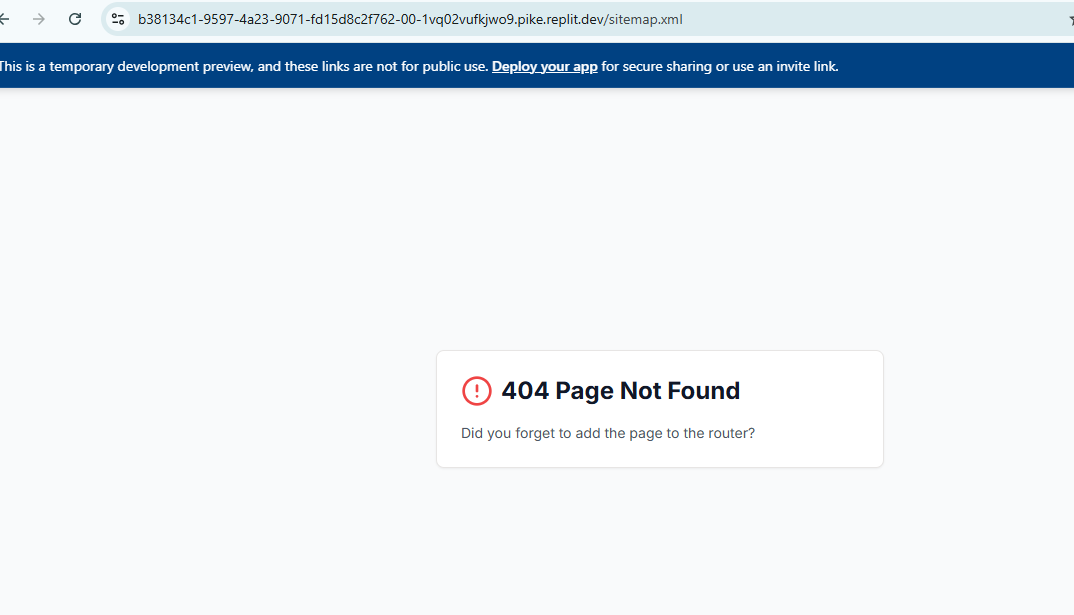 b38134c1-9597-4a23-9071-fd15d8c2f762-00-1vq02vufkjwo9.pike.replit.dev/sitemap.xml
This is a temporary development preview, and these links are not for public use. Deploy your app for secure sharing or use an invite link.
404 Page Not Found
Did you forget to add the page to the router?